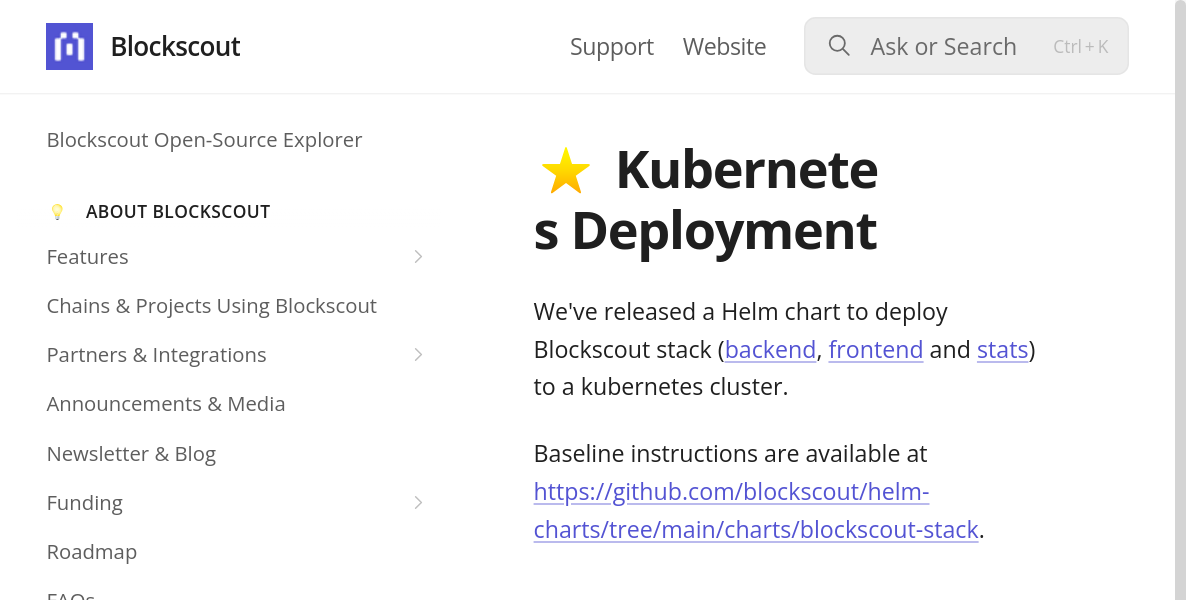 Blockscout
Support
Website
Ask or Search
Ctrl + K
Blockscout Open-Source Explorer
ABOUT BLOCKSCOUT
Features
Chains & Projects Using Blockscout
Partners & Integrations
Announcements & Media
Newsletter & Blog
Funding
Roadmap
FAQs
Kubernete
s Deployment
We've released a Helm chart to deploy
Blockscout stack (backend, frontend and stats)
to a kubernetes cluster.
Baseline instructions are available at
https://github.com/blockscout/helm-
charts/tree/main/charts/blockscout-stack.